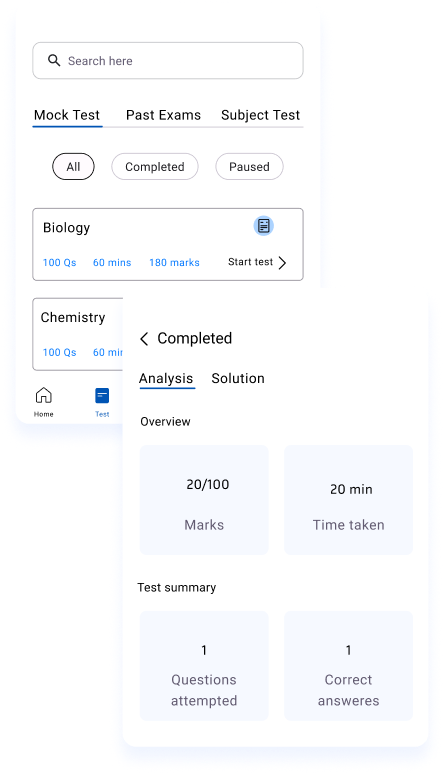 Search here
Mock Test Past Exams Subject Test
All Completed Paused
Biology
100 Qs 60 mins 180 marks Start test
Chemistry
100 Qs 60 min
Home Test
Completed
Analysis Solution
Overview
20/100 20 min
Marks Time taken
Test summary
1 1
Questions Correct
attempted answeres